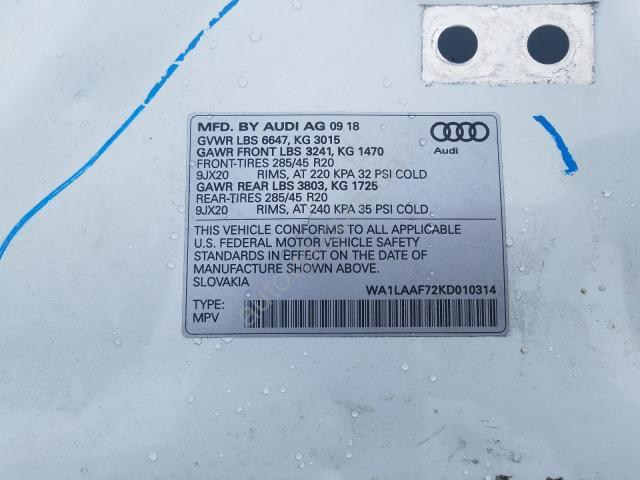 MFD. BY AUDI AG 09 18
GVWR LBS 6647, KG 3015
GAWR FRONT LBS 3241, KG 1470
FRONT-TIRES 285/45 R20
9JX20 RIMS, AT 220 KPA 32 PSI COLD
GAWR REAR LBS 3803, KG 1725
REAR-TIRES 285/45 R20
9JX20 RIMS, AT 240 KPA 35 PSI COLD
Audi
THIS VEHICLE CONFORMS TO ALL APPLICABLE
U.S. FEDERAL MOTOR VEHICLE SAFETY
STANDARDS IN EFFECT ON THE DATE OF
MANUFACTURE SHOWN ABOVE.
SLOVAKIA
WA1LAAF72KD010314
TYPE:
MPV